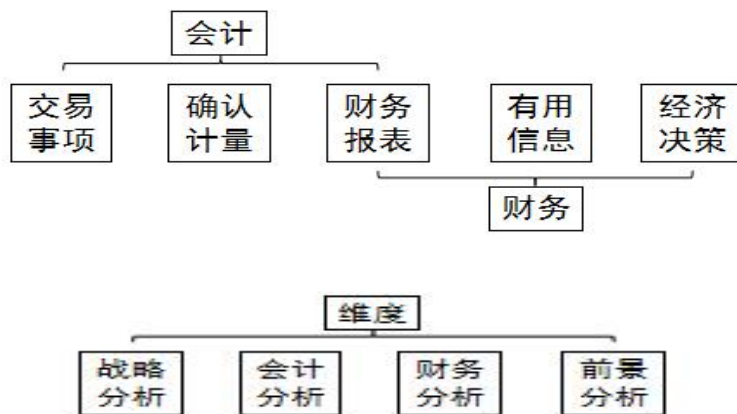 会计
交易 确认 财务 有用 经济
事项 计量 报表 信息 决策
财务
维度
战略 会计 财务 前景
分析 分析 分析 分析